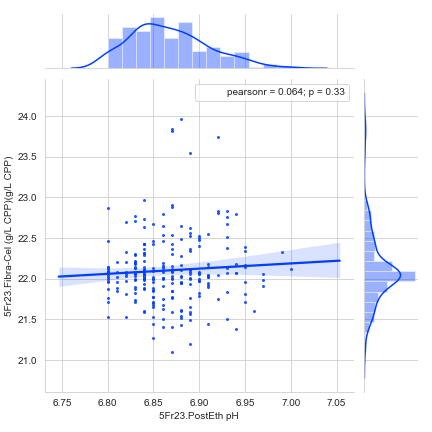 pearsonr = 0.064; p = 0.33
24.0
23.5
23.0
22.5
22.0
21.5
21.0
5Fr23.Fibra-Cel (g/L CPP)(g/L CPP)
6.75 6.80 6.85 6.90 6.95 7.00 7.05
5Fr23.PostEth pH